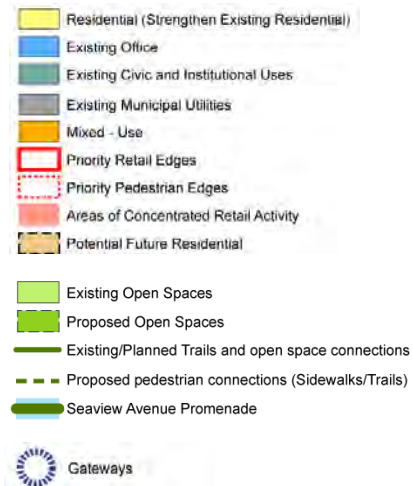 Residential (Strengthen Existing Residential)
Existing Office
Existing Civic and Institutional Uses
Existing Municipal Utilities
Mixed - Use
Priority Retail Edges
Priority Pedestrian Edges
Areas of Concentrated Retail Activity
Potential Future Residential
Existing Open Spaces
Proposed Open Spaces
Existing/Planned Trails and open space connections
Proposed pedestrian connections (Sidewalks/Trails)
Seaview Avenue Promenade
Gateways